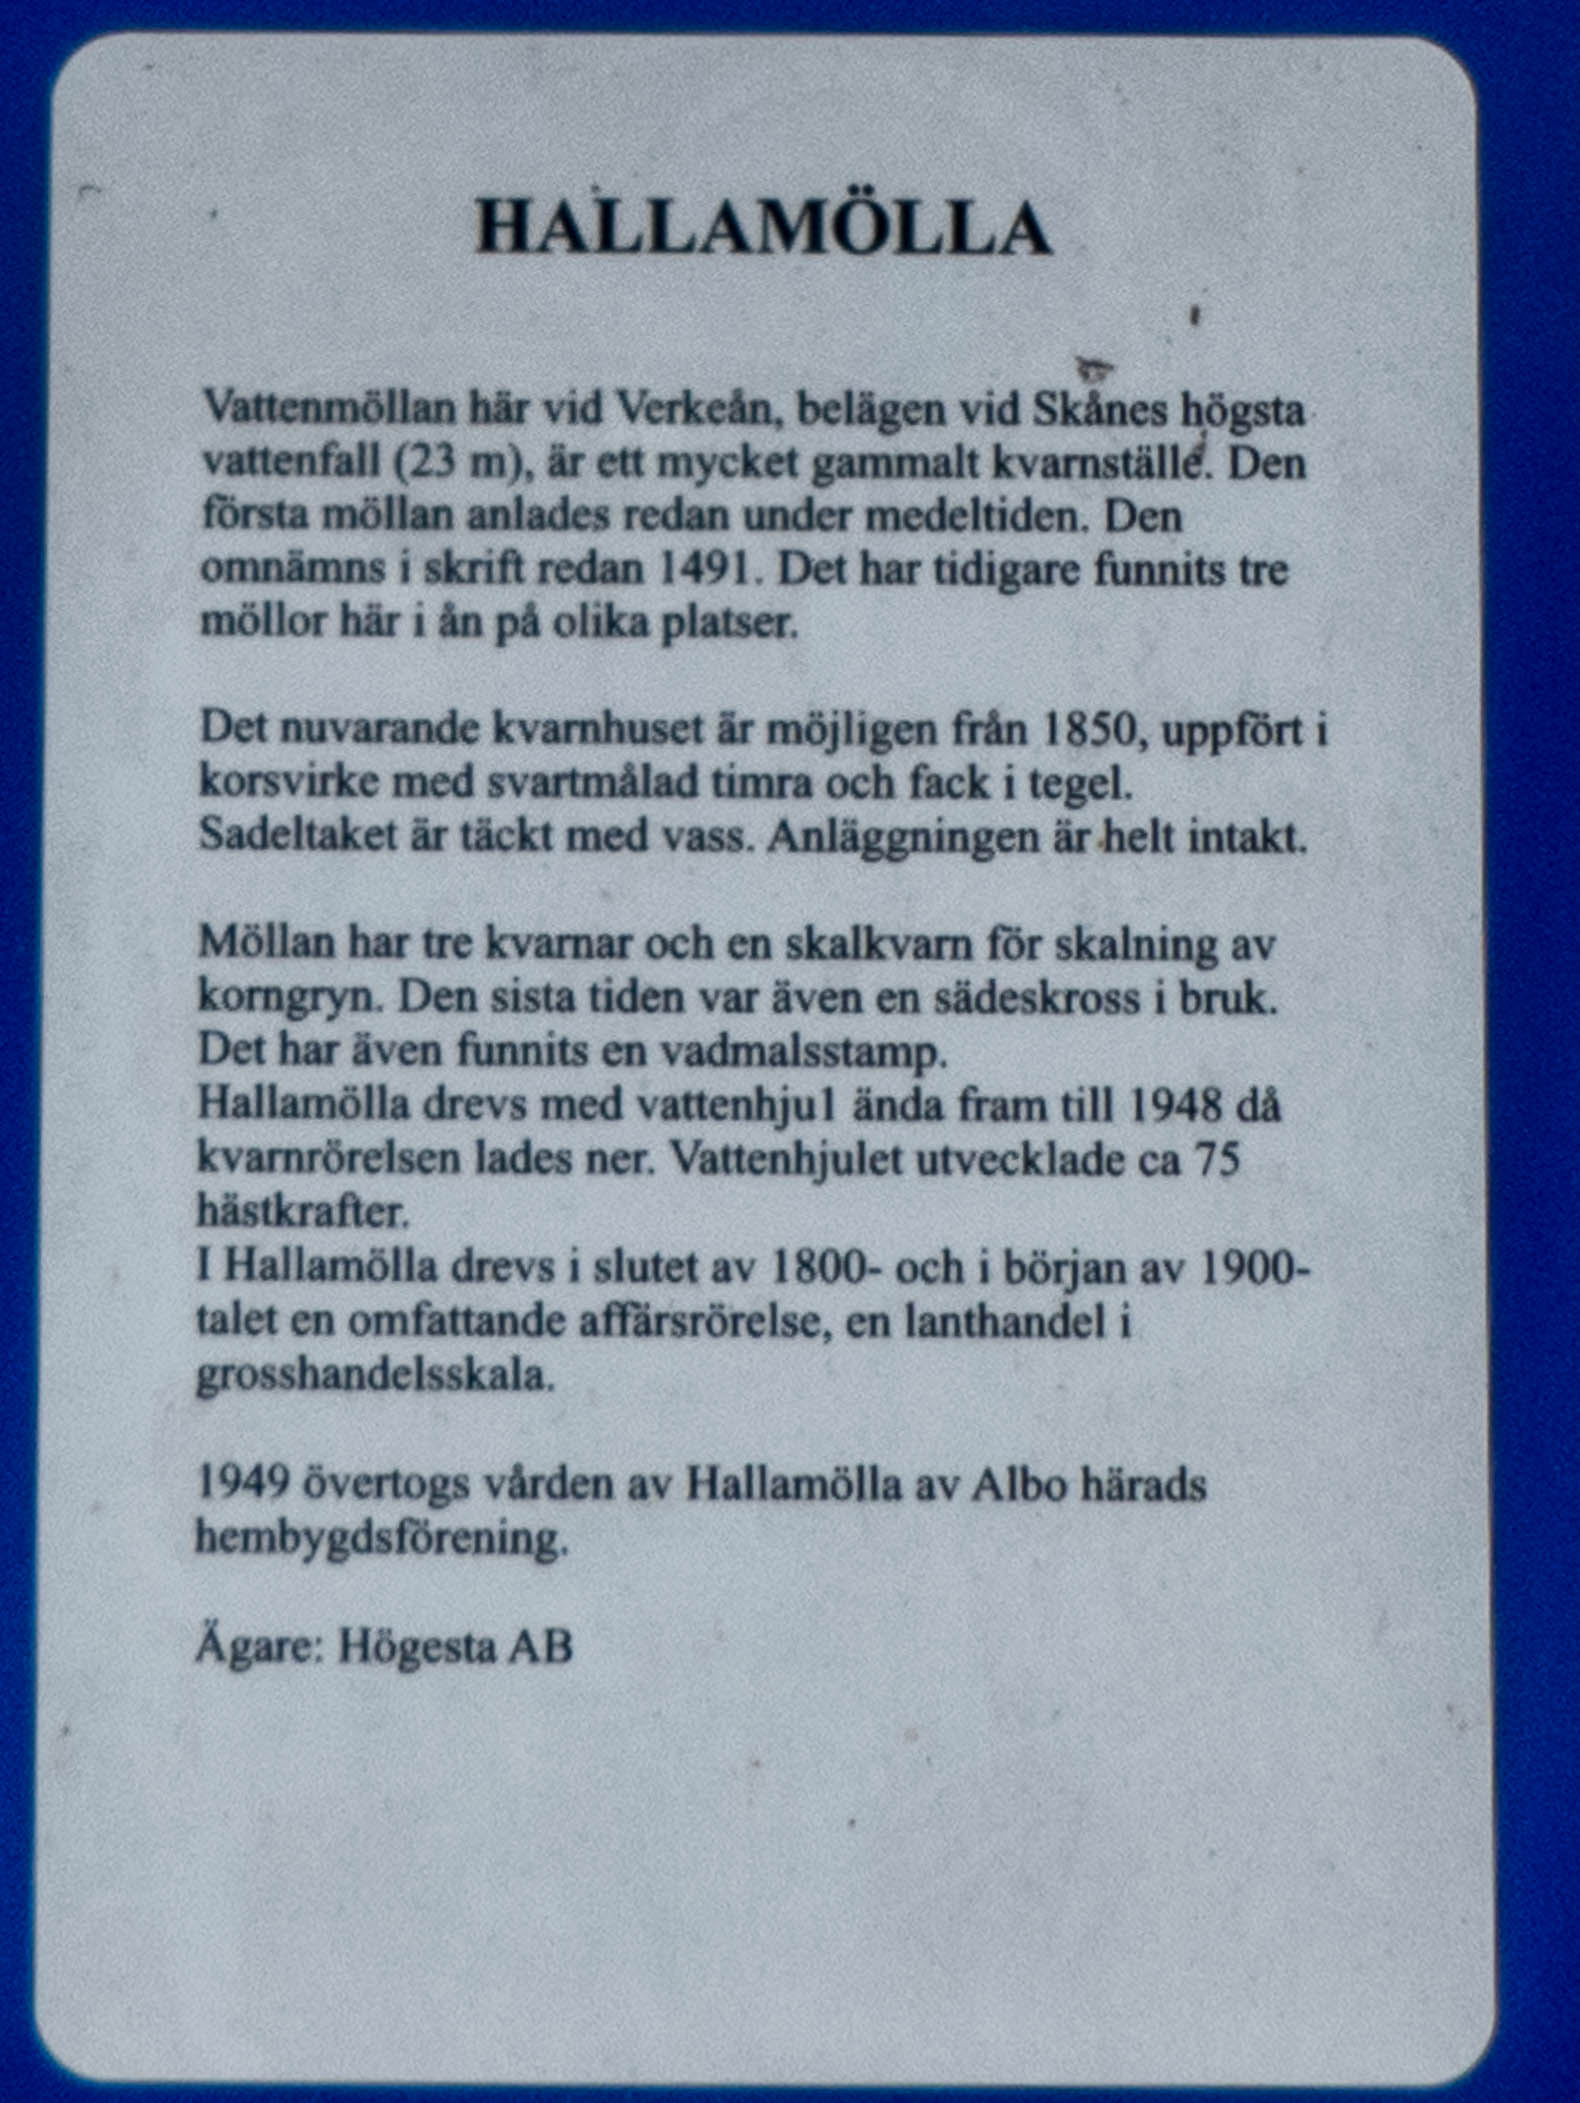 HALLAMÖLLA
Vattenmöllan här vid Verkeån, belägen vid Skånes högsta
vattenfall (23 m), är ett mycket gammalt kvarnställe. Den
första möllan anlades redan under medeltiden. Den
omnämns i skrift redan 1491. Det har tidigare funnits tre
möllor här i ån på olika platser.
Det nuvarande kvarnhuset är möjligen från 1850, uppfört i
korsvirke med svartmålad timra och fack i tegel.
Sadeltaket är täckt med vass. Anläggningen är helt intakt.
Möllan har tre kvarnar och en skalkvarn för skalning av
korngryn. Den sista tiden var även en sädeskross i bruk.
Det har även funnits en vadmalsstamp.
Hallamölla drevs med vattenhju1 ända fram till 1948 då
kvarnrörelsen lades ner. Vattenhjulet utvecklade ca 75
hästkrafter.
I Hallamölla drevs i slutet av 1800- och i början av 1900-
talet en omfattande affärsrörelse, en lanthandel i
grosshandelsskala.
1949 övertogs vården av Hallamölla av Albo härads
hembygdsförening.
Ägare: Högesta AB